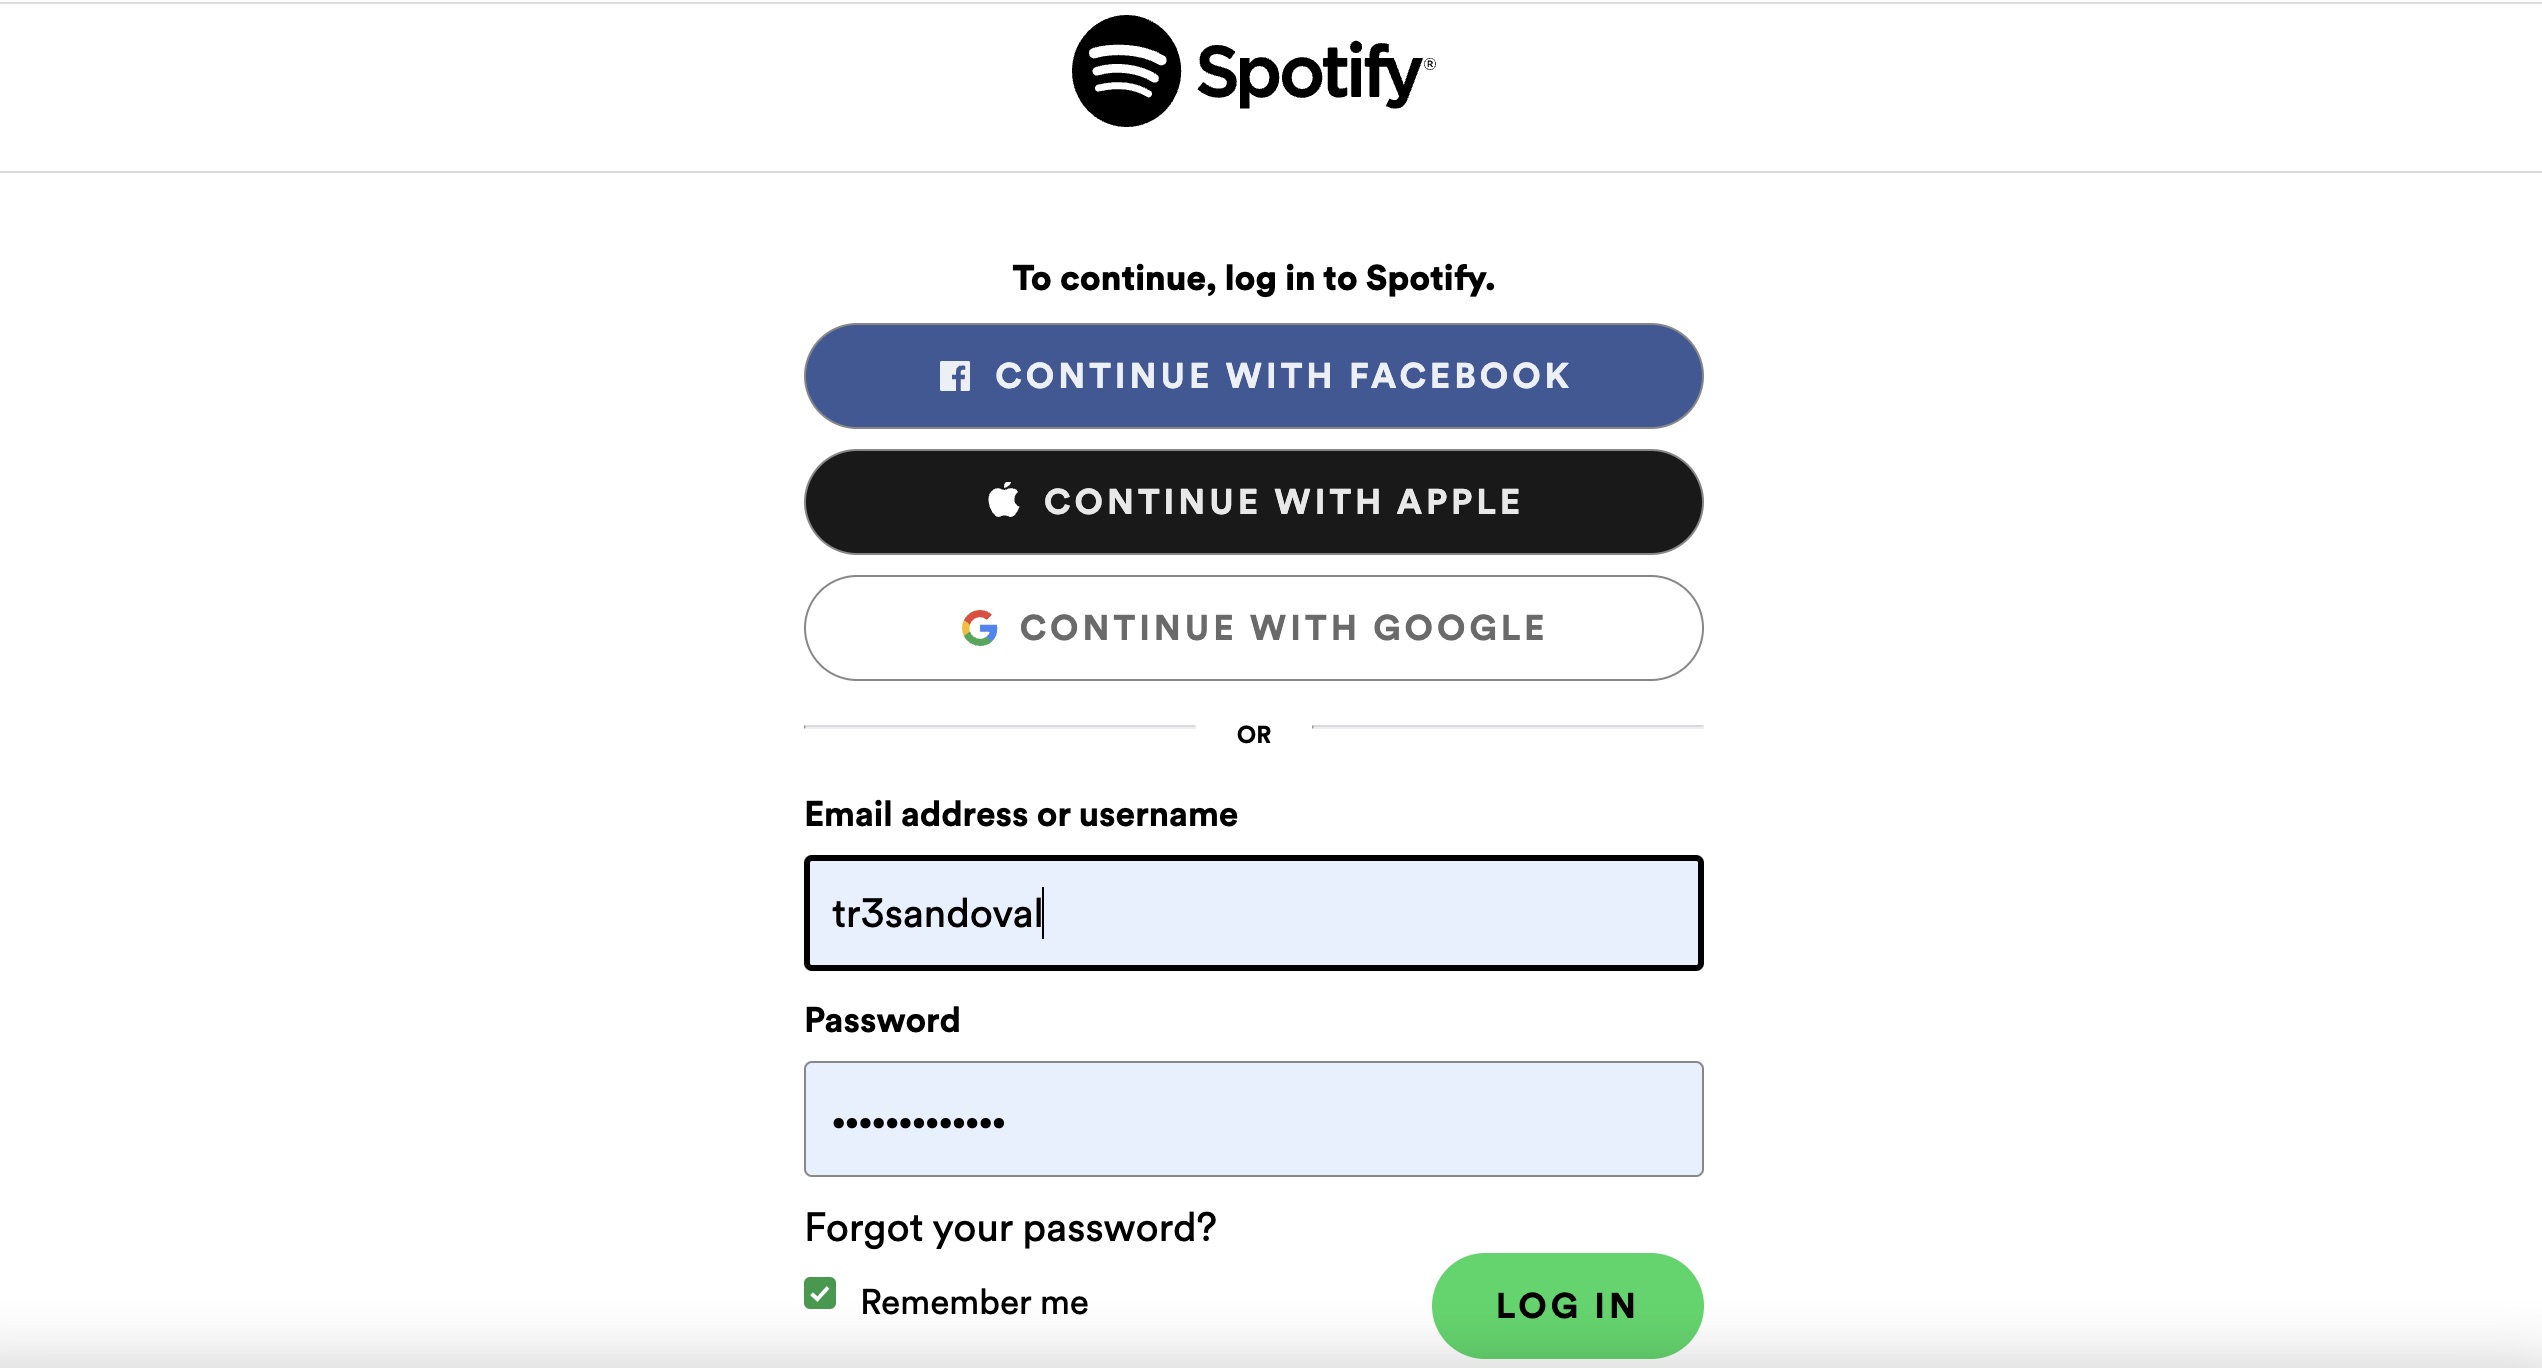 Spotify®
To continue, log in to Spotify.
CONTINUE WITH FACEBOOK
CONTINUE WITH APPLE
CONTINUE WITH GOOGLE
OR
Email address or username
tr3sandoval
Password
•••••••••••••
Forgot your password?
Remember me
LOG IN